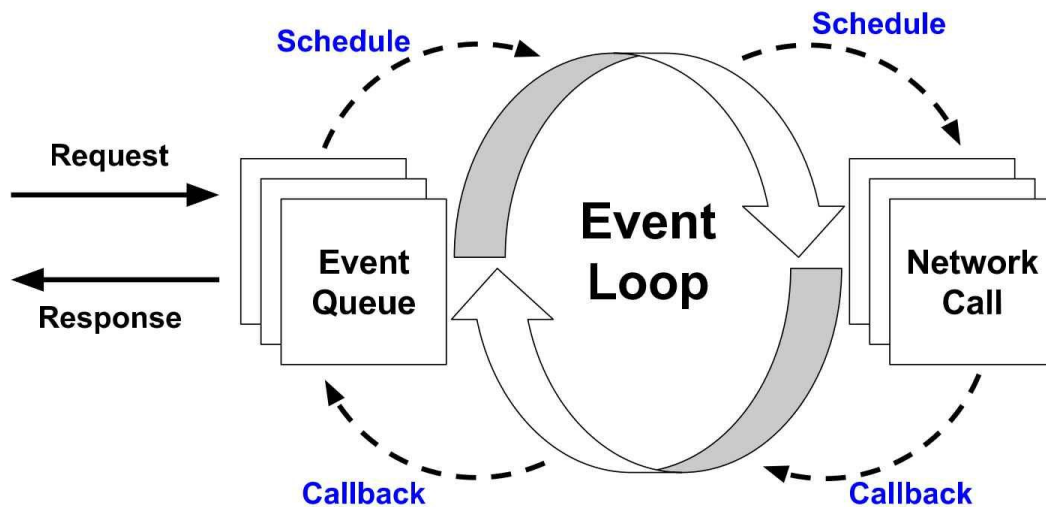 Schedule
Schedule
Request
Event
Queue
Event
Loop
Network
Call
Response
Callback
Callback